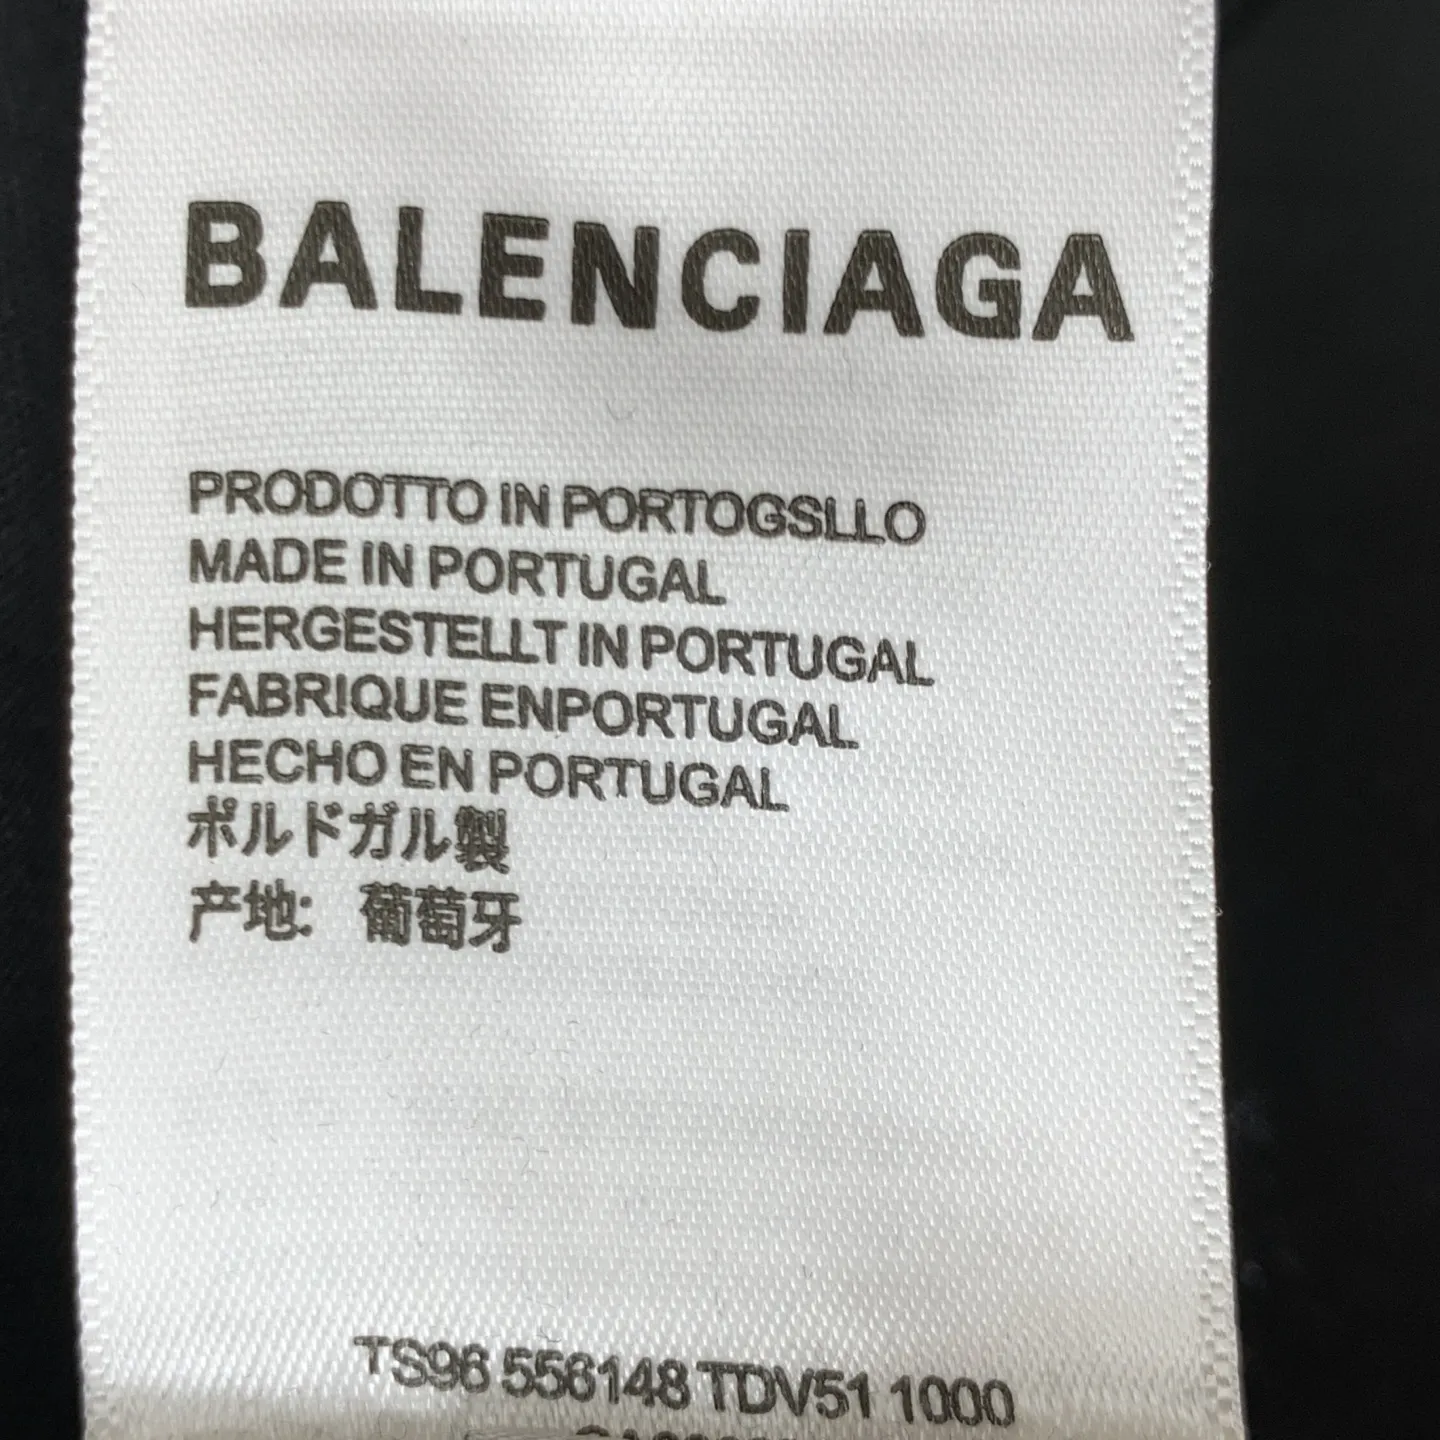 BALENCIAGA
PRODOTTO IN PORTOGSLLO
MADE IN PORTUGAL
HERGESTELLT IN PORTUGAL
FABRIQUE ENPORTUGAL
HECHO EN PORTUGAL
ポルドガル製
产地: 葡萄牙
TS96 556148 TDV51 1000